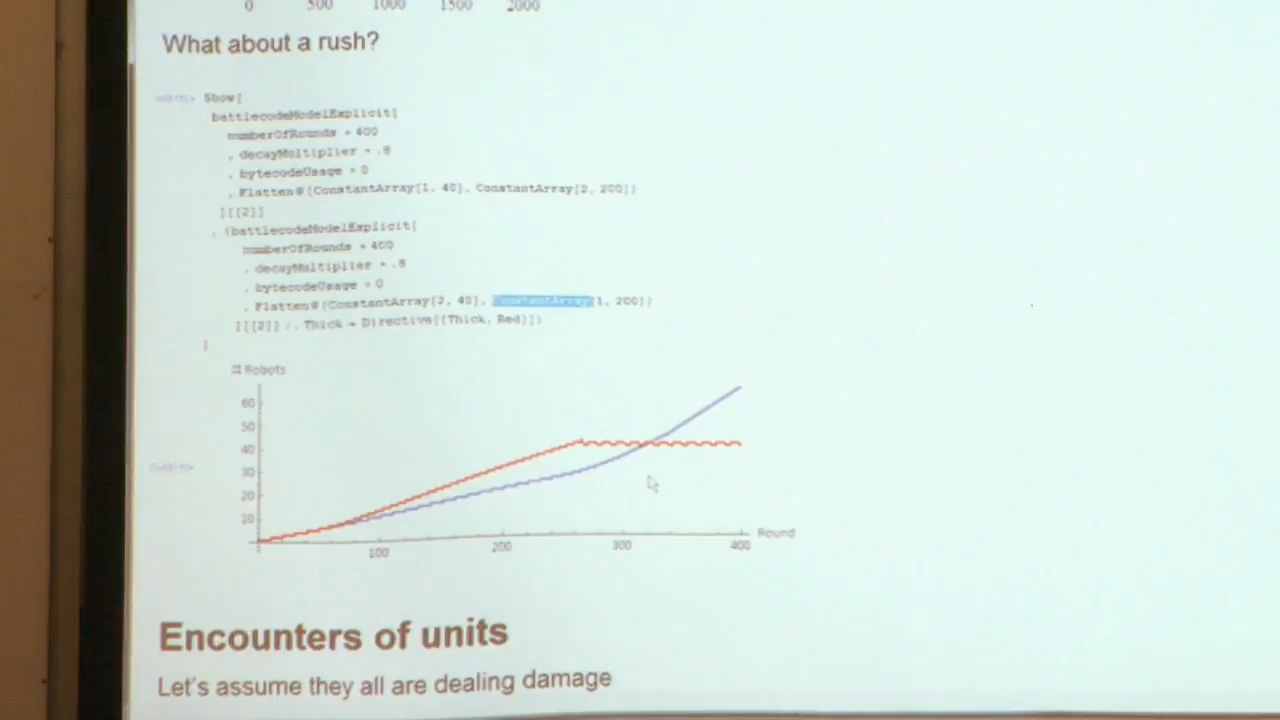 0 500 1000 1500 2000
What about a rush?
Show[
battlecodeModelExplicit[
numberOfRounds = 400
, decayMultiplier = .8
, bytecodeUsage = 0
, Flatten@{ConstantArray[1, 40], ConstantArray[2, 200]}
][[2]]
, (battlecodeModelExplicit[
numberOfRounds = 400
, decayMultiplier = .8
, bytecodeUsage = 0
, Flatten@{ConstantArray[2, 40], ConstantArray[1, 200]}
][[2]] /. Thick → Directive[{Thick, Red}])
]
Robots
60
50
40
30
20
10
100 200 300 400 Round
Encounters of units
Let's assume they all are dealing damage